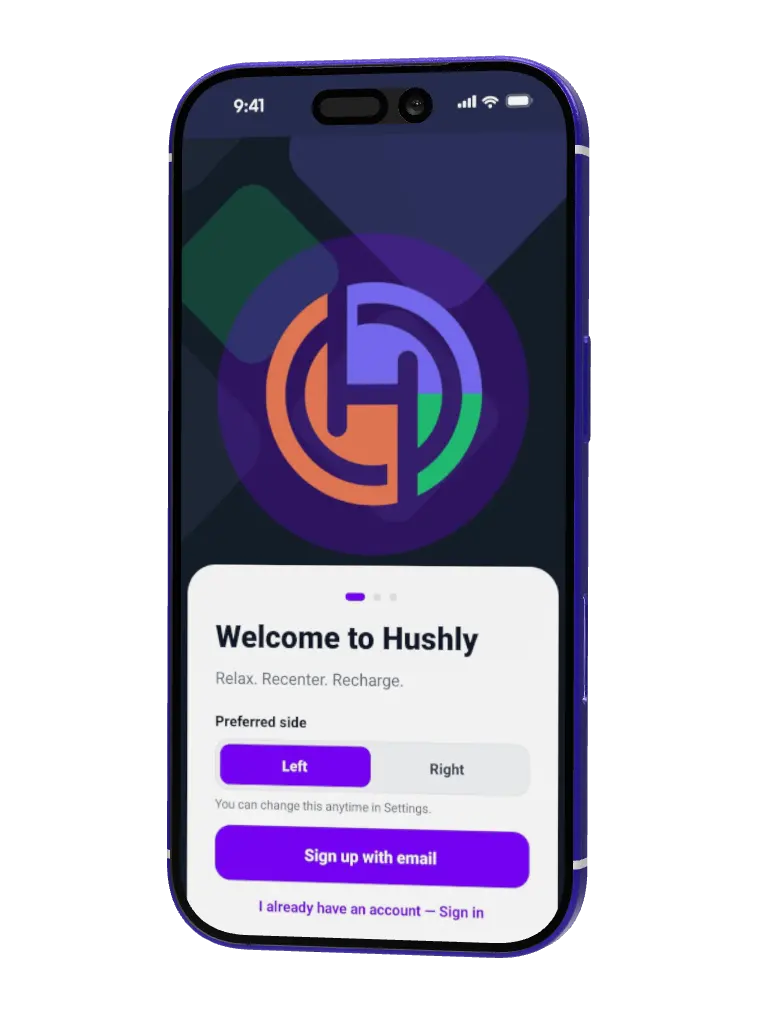 9:41
Welcome to Hushly
Relax. Recenter. Recharge.
Preferred side
Left Right
You can change this anytime in Settings.
Sign up with email
I already have an account — Sign in